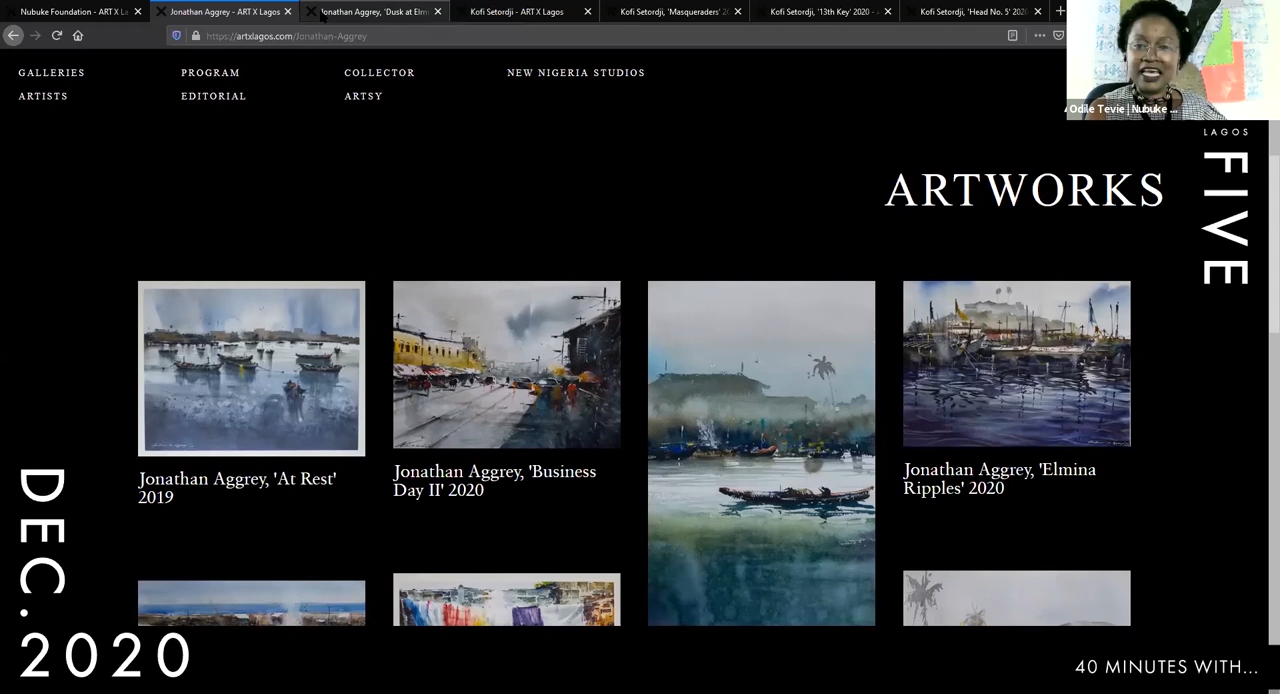 Nubuke Foundation - ART X La
Jonathan Aggrey - ART X Lagos
Jonathan Aggrey, 'Dusk at Elmi
Kofi Setordji - ART X Lagos
Kofi Setordji, 'Masqueraders' 2
Kofi Setordji, '13th Key' 2020 -
Kofi Setordji, 'Head No. 5' 202
https://artxlagos.com/Jonathan-Aggrey
GALLERIES
PROGRAM
COLLECTOR
NEW NIGERIA STUDIOS
ARTISTS
EDITORIAL
ARTSY
Odile Tevie | Nubuke ...
LAGOS
FIVE
ARTWORKS
Jonathan Aggrey, 'At Rest'
2019
Jonathan Aggrey, 'Business
Day II' 2020
Jonathan Aggrey, 'Elmina
Ripples' 2020
DEC.
2020
40 MINUTES WITH...